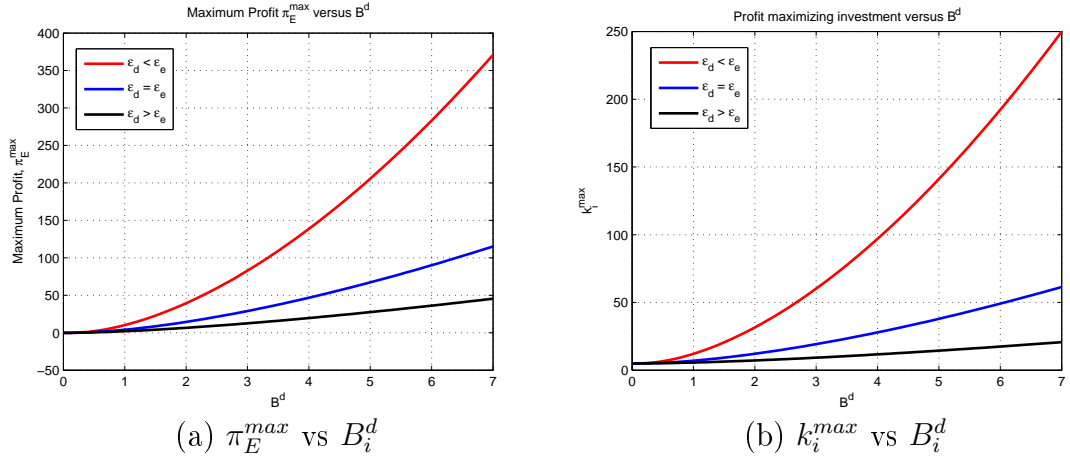 Maximum Profit π_E^max versus B^d
400
350
300
250
200
150
100
50
0
−50
0 1 2 3 4 5 6 7
Maximum Profit, π_E^max
B^d
ε_d < ε_e
ε_d = ε_e
ε_d > ε_e
(a) π_E^max vs B_i^d
Profit maximizing investment versus B^d
250
200
150
100
50
0
0 1 2 3 4 5 6 7
k_i^max
B^d
ε_d < ε_e
ε_d = ε_e
ε_d > ε_e
(b) k_i^max vs B_i^d